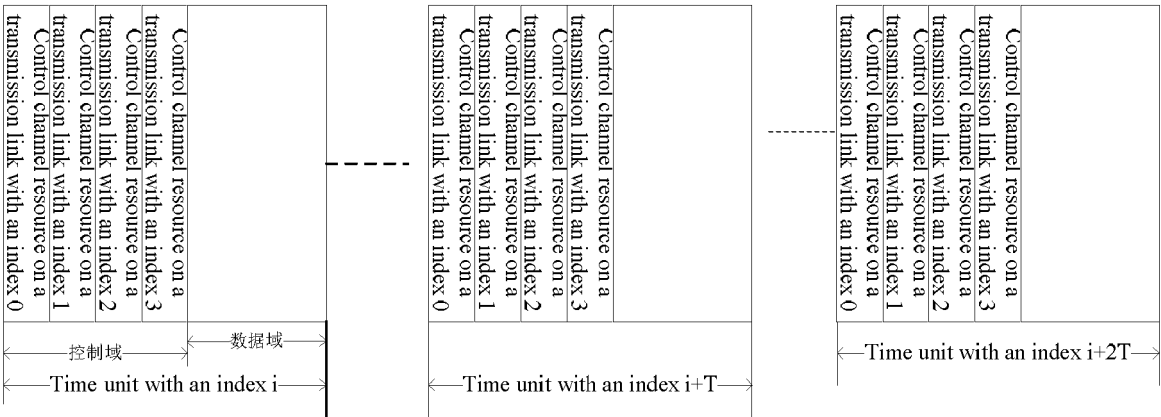 Control channel resource on a
transmission link with an index 0
Control channel resource on a
transmission link with an index 1
Control channel resource on a
transmission link with an index 2
Control channel resource on a
transmission link with an index 3
控制域
数据域
Time unit with an index i
Control channel resource on a
transmission link with an index 0
Control channel resource on a
transmission link with an index 1
Control channel resource on a
transmission link with an index 2
Control channel resource on a
transmission link with an index 3
Time unit with an index i+T
Control channel resource on a
transmission link with an index 0
Control channel resource on a
transmission link with an index 1
Control channel resource on a
transmission link with an index 2
Control channel resource on a
transmission link with an index 3
Time unit with an index i+2T